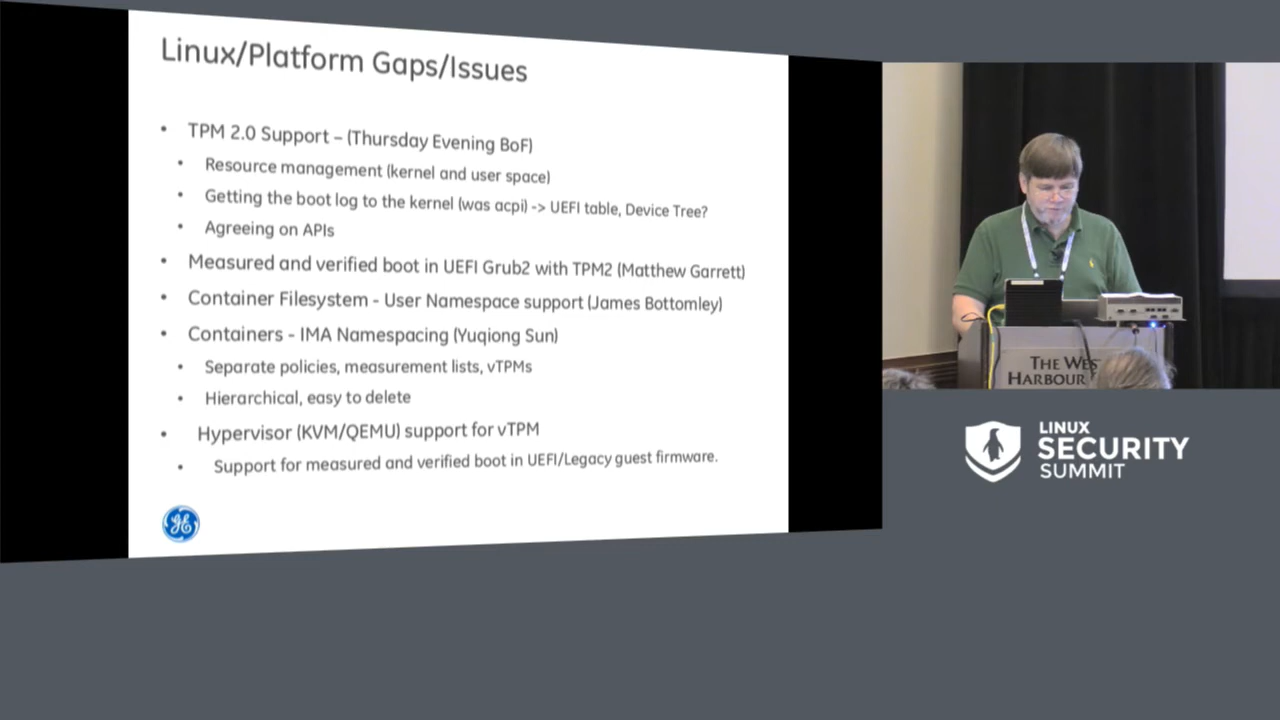 Linux/Platform Gaps/Issues
• TPM 2.0 Support – (Thursday Evening BoF)
• Resource management (kernel and user space)
• Getting the boot log to the kernel (was acpi) -> UEFI table, Device Tree?
• Agreeing on APIs
• Measured and verified boot in UEFI Grub2 with TPM2 (Matthew Garrett)
• Container Filesystem - User Namespace support (James Bottomley)
• Containers - IMA Namespacing (Yuqiong Sun)
• Separate policies, measurement lists, vTPMs
• Hierarchical, easy to delete
• Hypervisor (KVM/QEMU) support for vTPM
• Support for measured and verified boot in UEFI/Legacy guest firmware.
GE
THE WES
HARBOUR
LINUX
SECURITY
SUMMIT